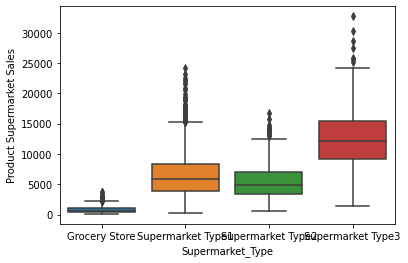 30000
25000
20000
15000
10000
5000
0
Product Supermarket Sales
Grocery Store Supermarket Type1 Supermarket Type2 Supermarket Type3
Supermarket_Type